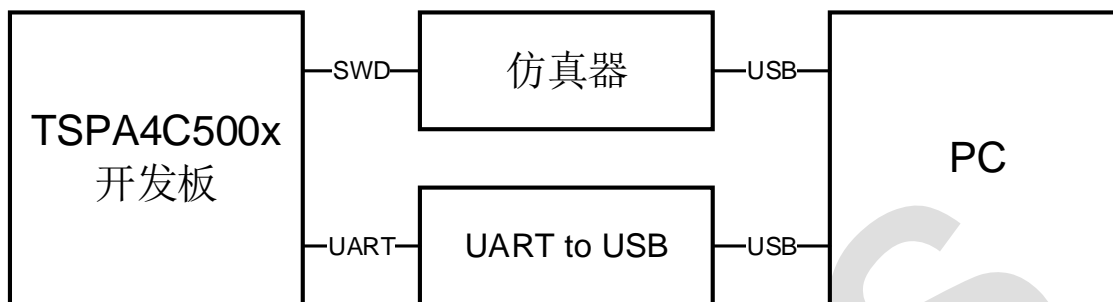 TSPA4C500x
开发板
SWD
仿真器
USB
PC
UART
UART to USB
USB